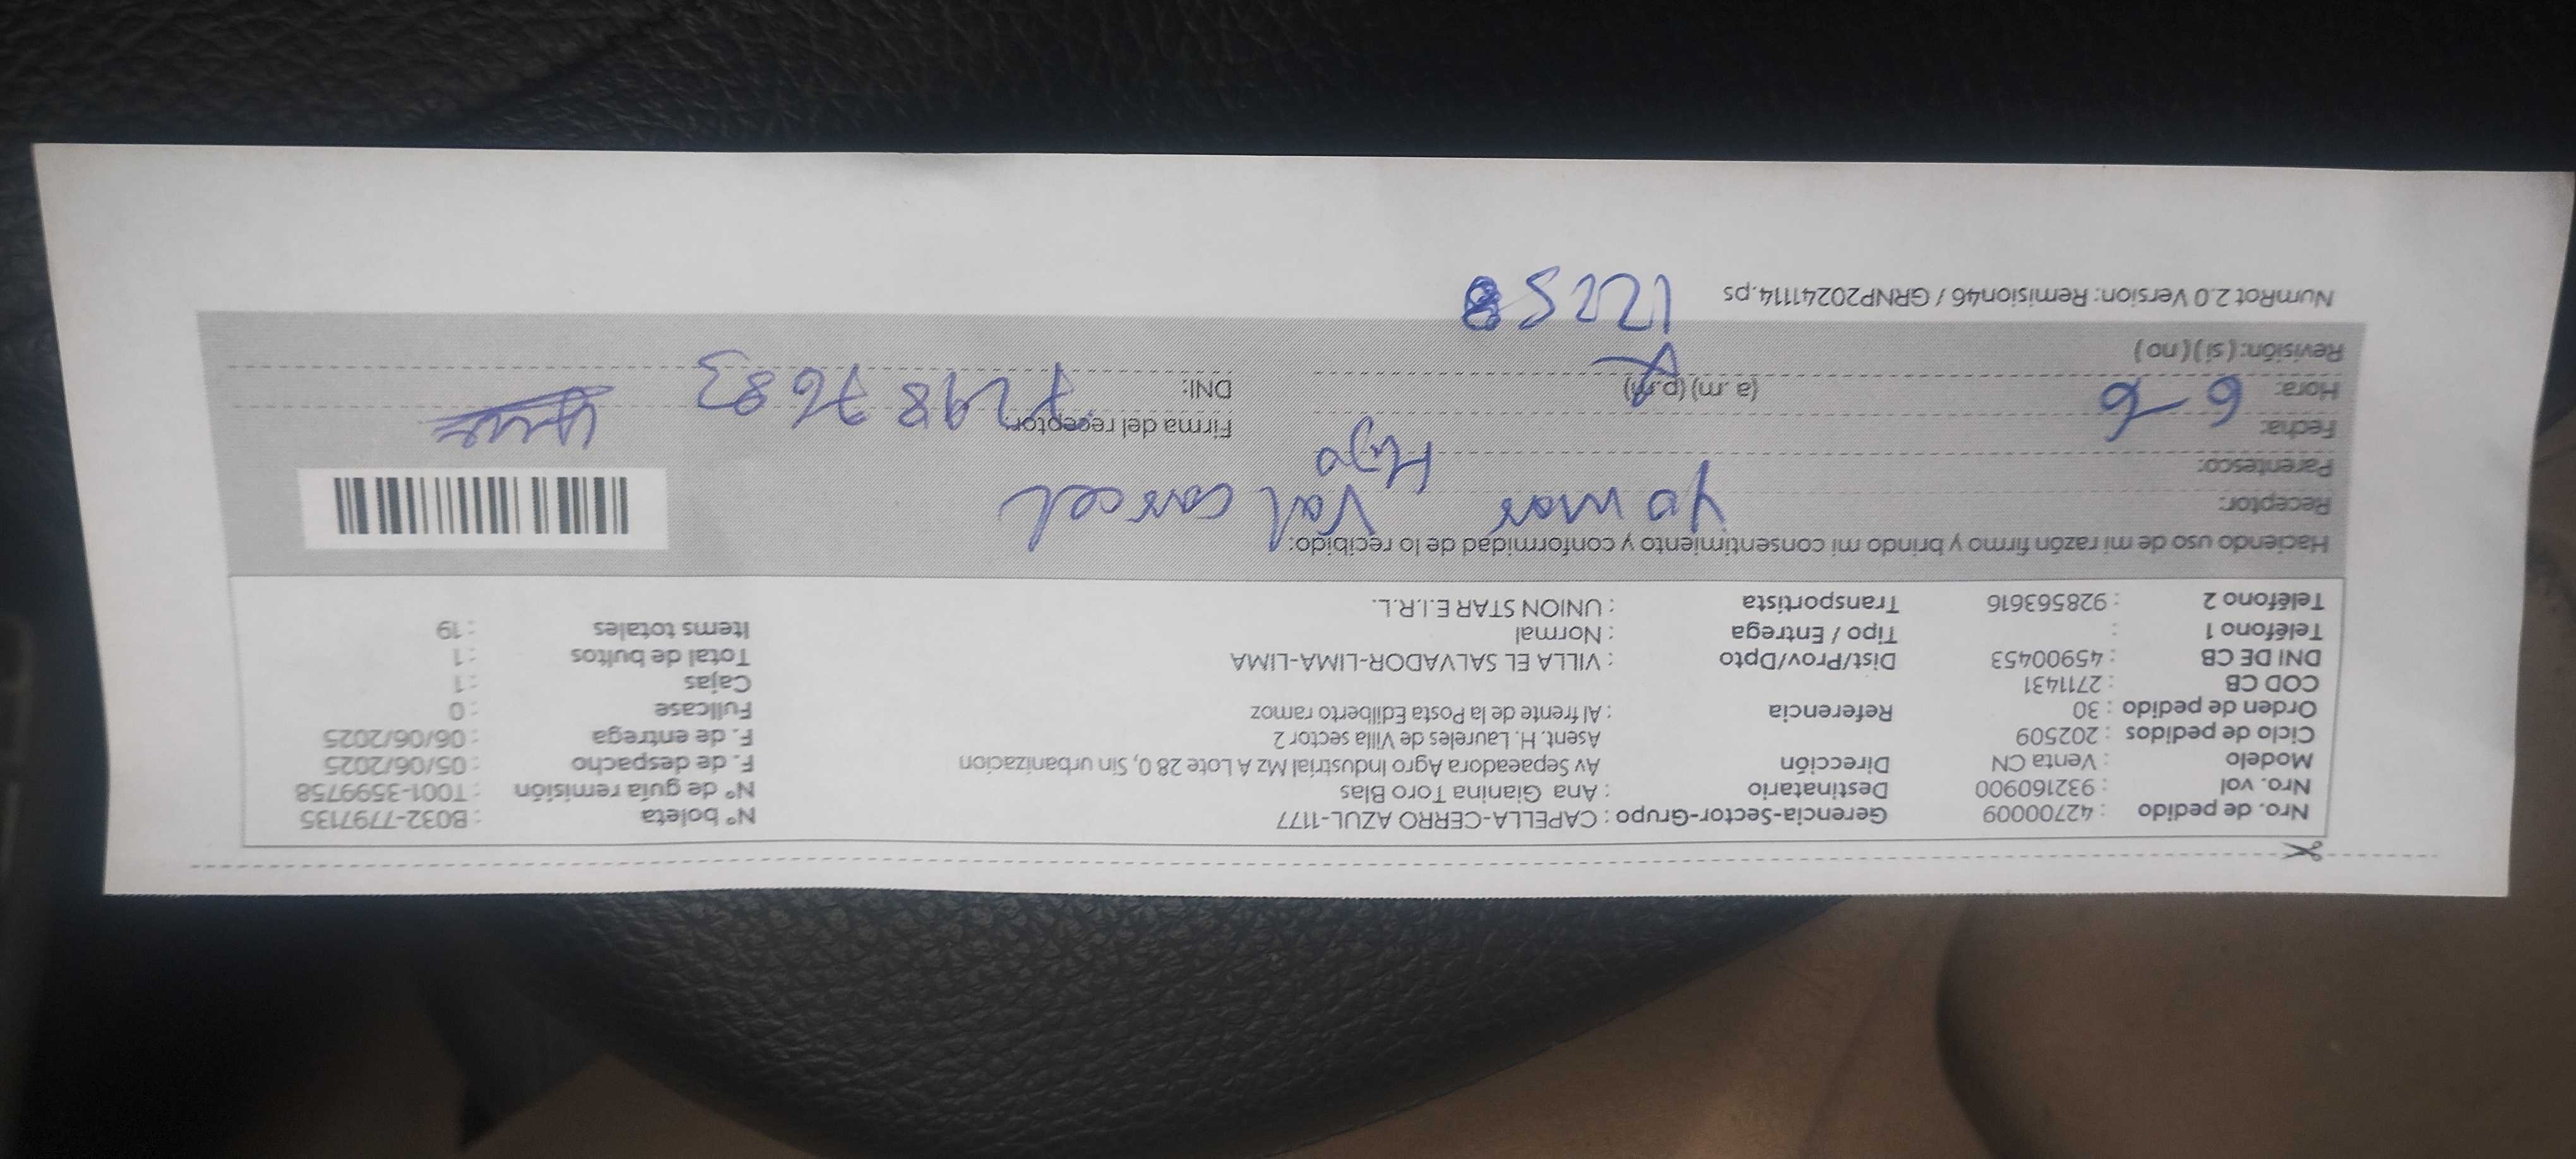 Nro. de pedido : 42700009 Gerencia-Sector-Grupo : CAPELLA-CERRO AZUL-1177 N° boleta : B032-7797135
Nro. vol : 932160900 Destinatario : Ana Gianina Toro Blas N° de guía remisión : T001-3599758
Modelo : Venta CN Dirección Av Sepaeadora Agro Industrial Mz A Lote 28 0, Sin urbanizacion F. de despacho : 05/06/2025
Ciclo de pedidos : 202509 Asent. H. Laureles de Villa sector 2 F. de entrega : 06/06/2025
Orden de pedido : 30 Referencia : Al frente de la Posta Edilberto ramoz Fullcase : 0
COD CB : 2711431 Cajas : 1
DNI DE CB : 45900453 Dist/Prov/Dpto : VILLA EL SALVADOR-LIMA-LIMA Total de bultos : 1
Teléfono 1 : Tipo / Entrega : Normal Items totales : 19
Teléfono 2 : 928563616 Transportista : UNION STAR E.I.R.L.
Haciendo uso de mi razón firmo y brindo mi consentimiento y conformidad de lo recibido:
Receptor: Yomar Valcarcel
Parentesco: Hijo
Fecha: 6-6 Firma del receptor:
Hora: (a.m) (p.m) DNI: 72987683
Revisión: (sí) (no)
NumRot 2.0 Version: Remision46 / GRNP20241114.ps 12258